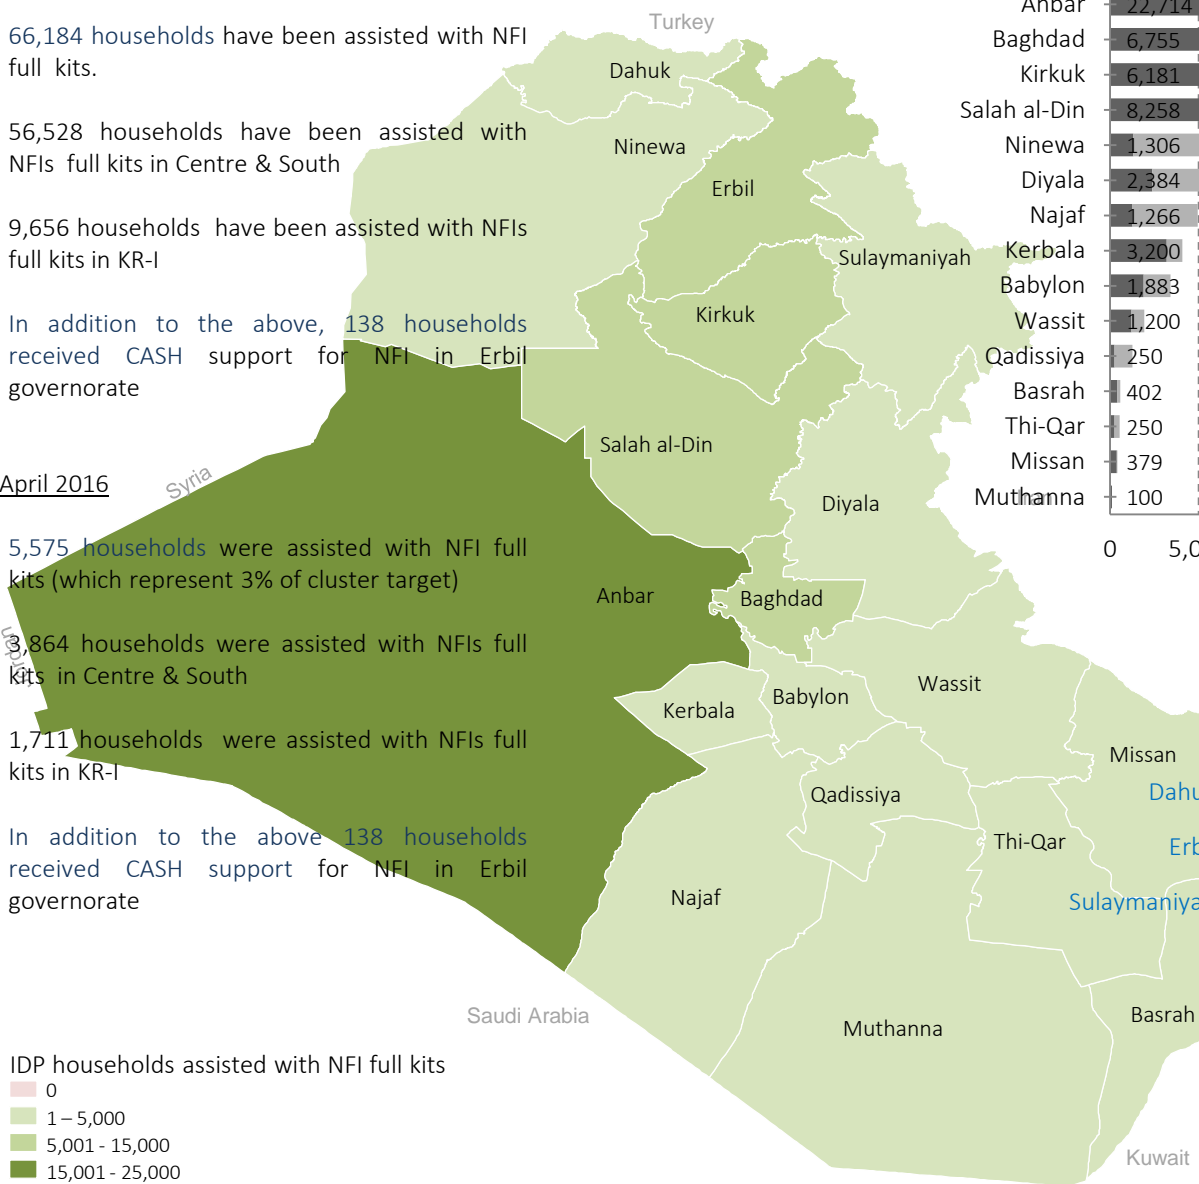 66,184 households have been assisted with NFI
full kits.
56,528 households have been assisted with
NFIs full kits in Centre & South
9,656 households have been assisted with NFIs
full kits in KR-I
In addition to the above, 138 households
received CASH support for NFI in Erbil
governorate
April 2016
5,575 households were assisted with NFI full
kits (which represent 3% of cluster target)
3,864 households were assisted with NFIs full
kits in Centre & South
1,711 households were assisted with NFIs full
kits in KR-I
In addition to the above 138 households
received CASH support for NFI in Erbil
governorate
Turkey
Syria
Jordan
Saudi Arabia
Kuwait
Iran
Dahuk
Ninewa
Erbil
Sulaymaniyah
Kirkuk
Salah al-Din
Diyala
Anbar
Baghdad
Wassit
Babylon
Kerbala
Missan
Qadissiya
Thi-Qar
Najaf
Muthanna
Basrah
Anbar 22,714
Baghdad 6,755
Kirkuk 6,181
Salah al-Din 8,258
Ninewa 1,306
Diyala 2,384
Najaf 1,266
Kerbala 3,200
Babylon 1,883
Wassit 1,200
Qadissiya 250
Basrah 402
Thi-Qar 250
Missan 379
Muthanna 100
0 5,0
Dahu
Erb
Sulaymaniya
IDP households assisted with NFI full kits
0
1 – 5,000
5,001 - 15,000
15,001 - 25,000